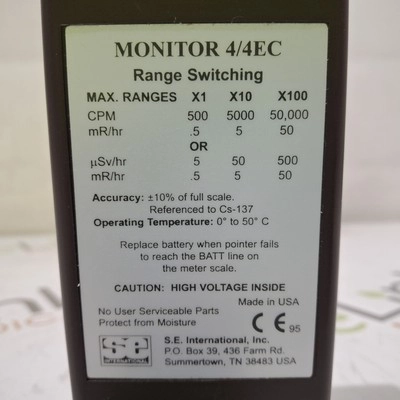 MONITOR 4/4EC
Range Switching
MAX. RANGES X1 X10 X100
CPM 500 5000 50,000
mR/hr .5 5 50
OR
µSv/hr 5 50 500
mR/hr .5 5 50
Accuracy: ±10% of full scale.
Referenced to Cs-137
Operating Temperature: 0° to 50° C
Replace battery when pointer fails
to reach the BATT line on
the meter scale.
CAUTION: HIGH VOLTAGE INSIDE
Made in USA
No User Serviceable Parts
Protect from Moisture
CE 95
SE INTERNATIONAL
S.E. International, Inc.
P.O. Box 39, 436 Farm Rd.
Summertown, TN 38483 USA